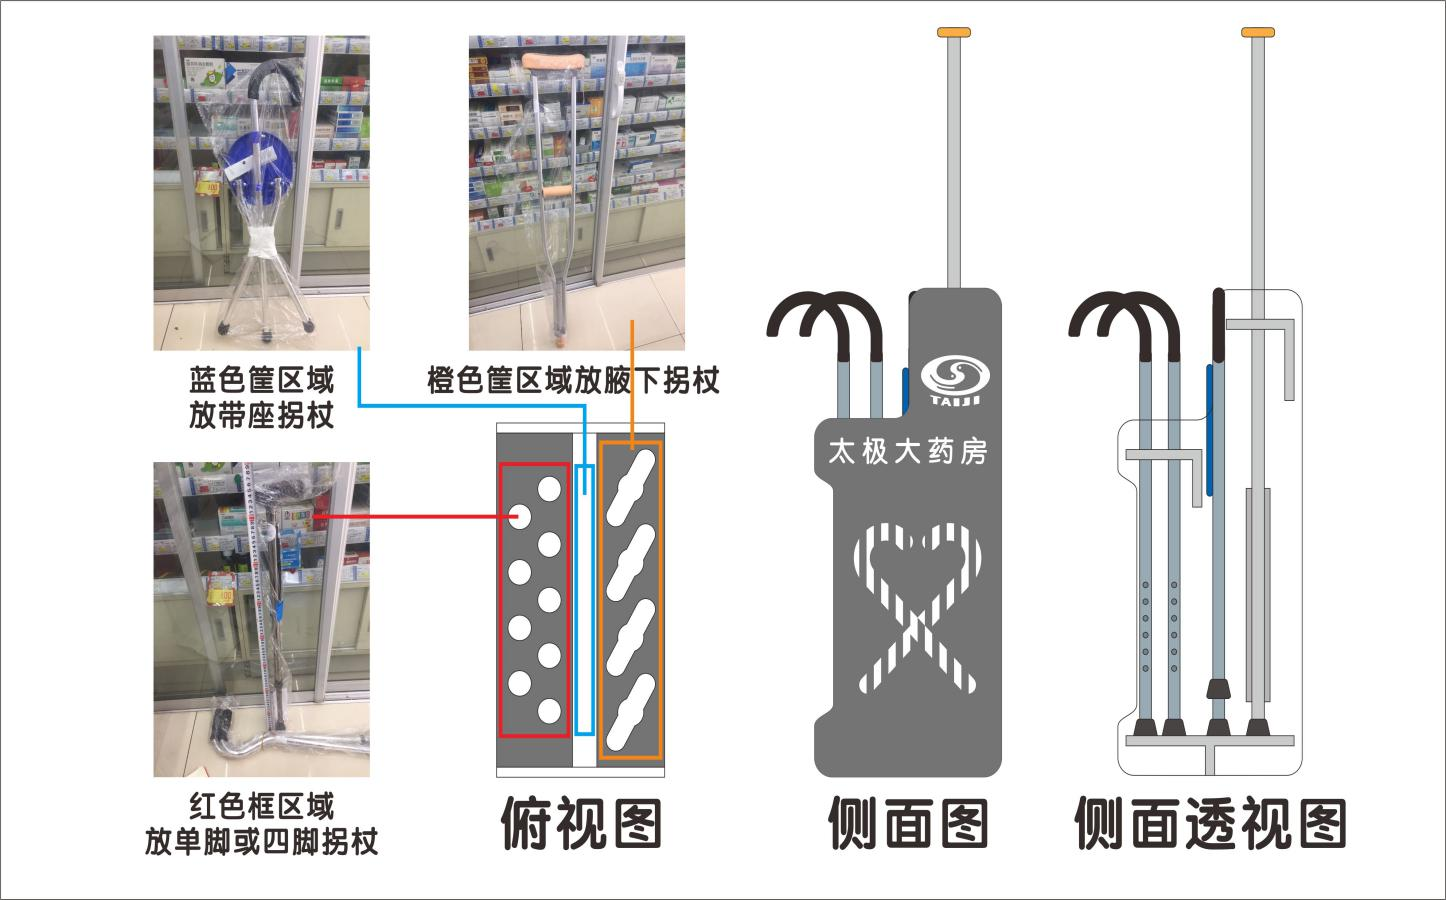 蓝色筐区域
放带座拐杖
橙色筐区域放腋下拐杖
红色框区域
放单脚或四脚拐杖
俯视图
TAIJI
太极大药房
侧面图
侧面透视图